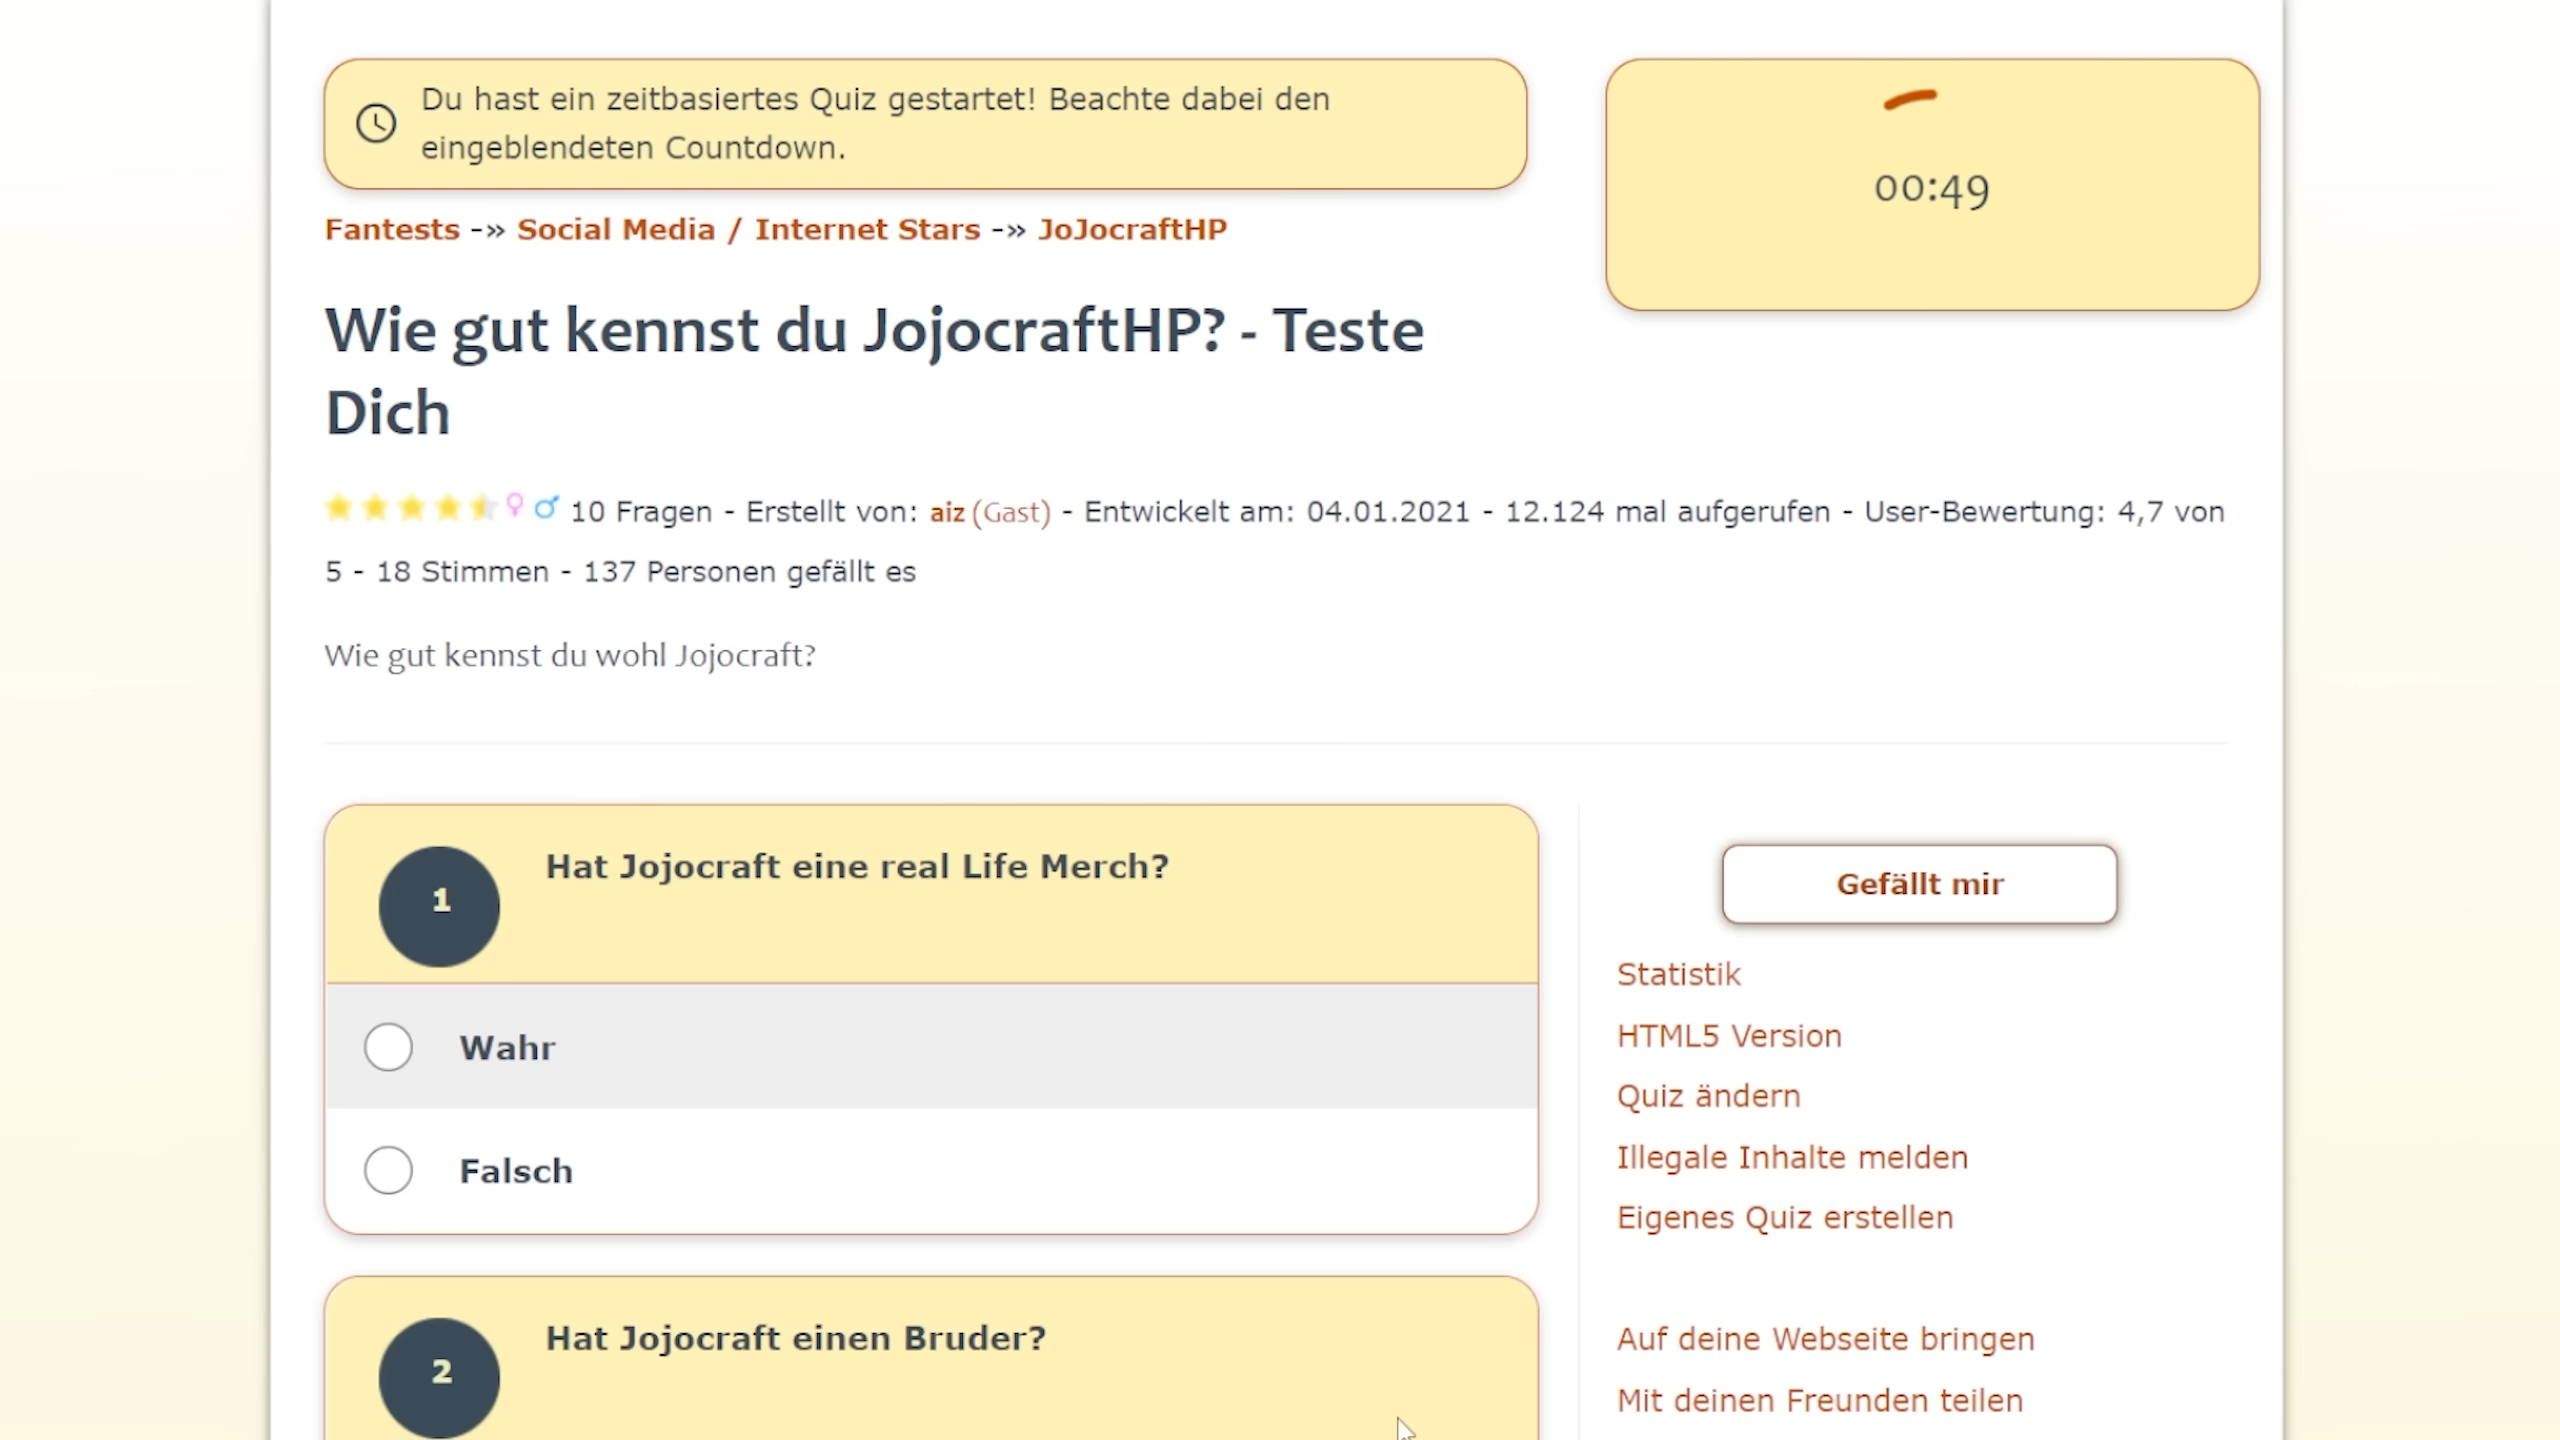 Du hast ein zeitbasiertes Quiz gestartet! Beachte dabei den
eingeblendeten Countdown.
00:49
Fantests -» Social Media / Internet Stars -» JoJocraftHP
Wie gut kennst du JojocraftHP? - Teste
Dich
10 Fragen - Erstellt von: aiz (Gast) - Entwickelt am: 04.01.2021 - 12.124 mal aufgerufen - User-Bewertung: 4,7 von
5 - 18 Stimmen - 137 Personen gefällt es
Wie gut kennst du wohl Jojocraft?
1
Hat Jojocraft eine real Life Merch?
Wahr
Falsch
2
Hat Jojocraft einen Bruder?
Gefällt mir
Statistik
HTML5 Version
Quiz ändern
Illegale Inhalte melden
Eigenes Quiz erstellen
Auf deine Webseite bringen
Mit deinen Freunden teilen